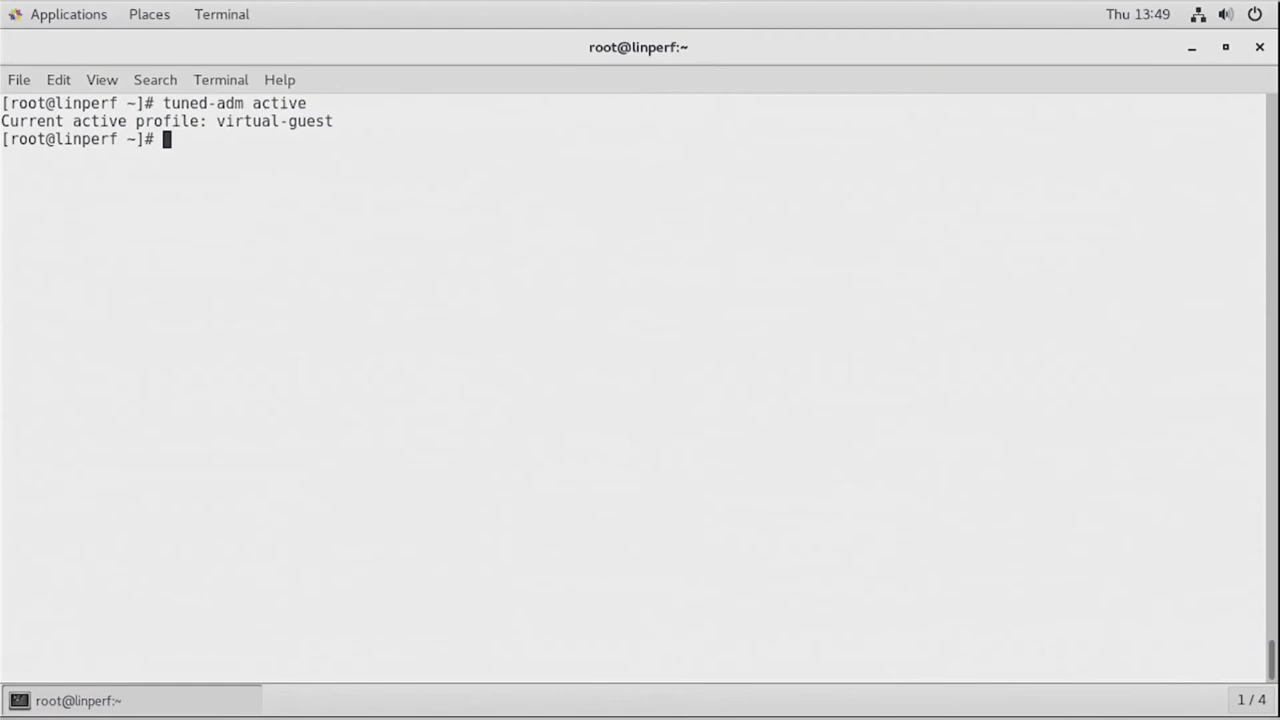 Applications Places Terminal Thu 13:49
root@linperf:~
File Edit View Search Terminal Help
[root@linperf ~]# tuned-adm active
Current active profile: virtual-guest
[root@linperf ~]#
root@linperf:~ 1 / 4